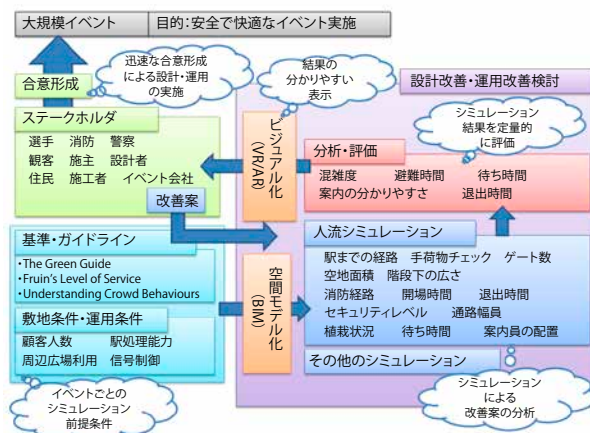 大規模イベント
目的：安全で快適なイベント実施
合意形成
迅速な合意形成
による設計・運用
の実施
結果の
分かりやすい
表示
設計改善・運用改善検討
ステークホルダ
選手 消防 警察
観客 施主 設計者
住民 施工者 イベント会社
改善案
ビジュアル化
(VR/AR)
シミュレーション
結果を定量的
に評価
分析・評価
混雑度 避難時間 待ち時間
案内の分かりやすさ 退出時間
基準・ガイドライン
・The Green Guide
・Fruin's Level of Service
・Understanding Crowd Behaviours
敷地条件・運用条件
顧客人数 駅処理能力
周辺広場利用 信号制御
イベントごとの
シミュレーション
前提条件
空間モデル化
(BIM)
人流シミュレーション
駅までの経路 手荷物チェック ゲート数
空地面積 階段下の広さ
消防経路 開場時間 退出時間
セキュリティレベル 通路幅員
植栽状況 待ち時間 案内員の配置
その他のシミュレーション
シミュレーション
による
改善案の分析